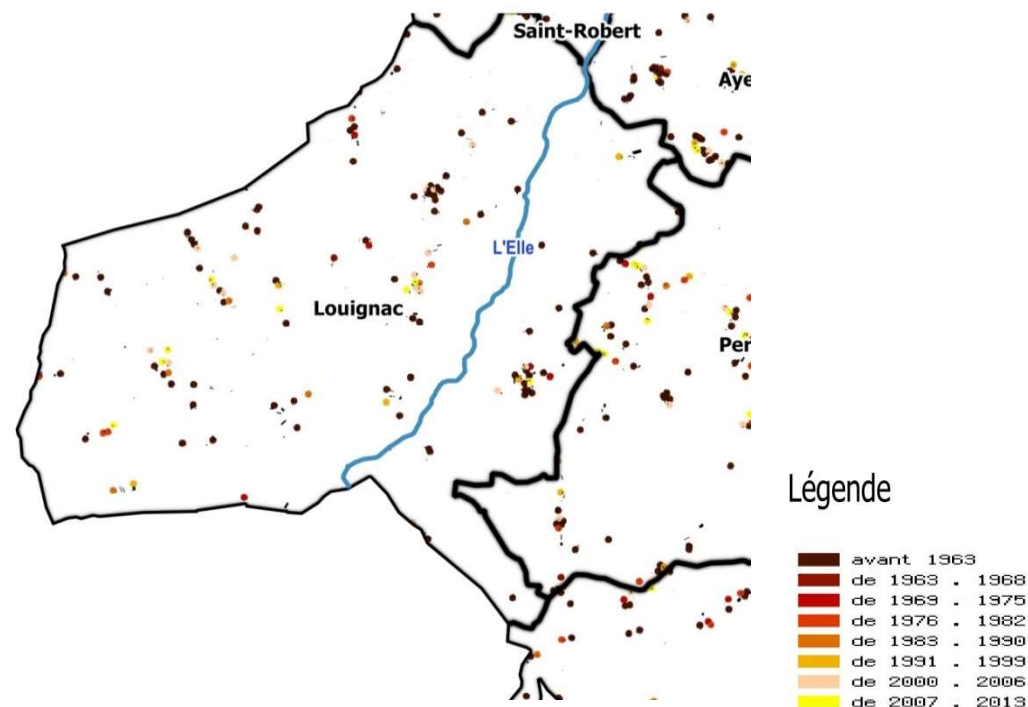 Saint-Robert
Aye
L'Elle
Louignac
Per
Légende
avant 1963
de 1963 . 1968
de 1969 . 1975
de 1976 . 1982
de 1983 . 1990
de 1991 . 1999
de 2000 . 2006
de 2007 . 2013